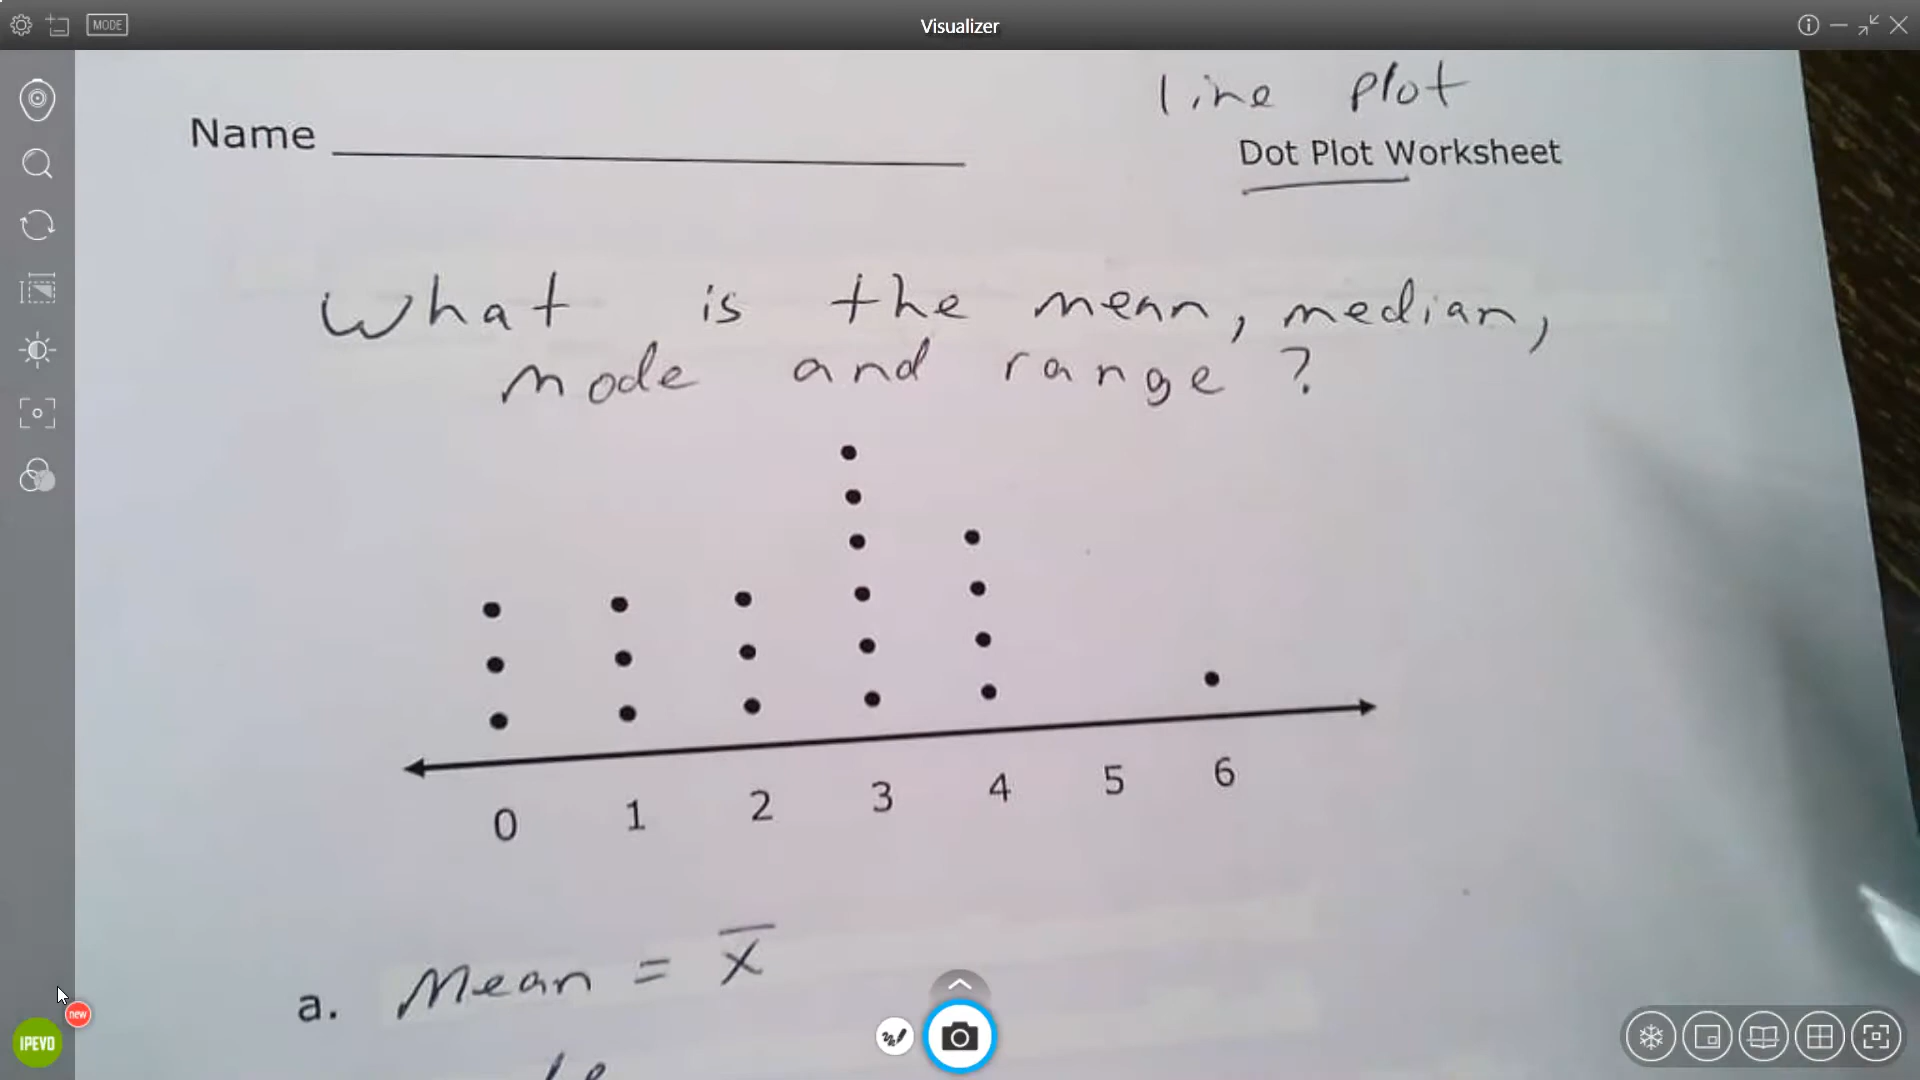 MODE
Visualizer
line plot
Name
Dot Plot Worksheet
What is the mean, median,
mode and range ?
0 1 2 3 4 5 6
a. Mean = x̅
new
IPEVO